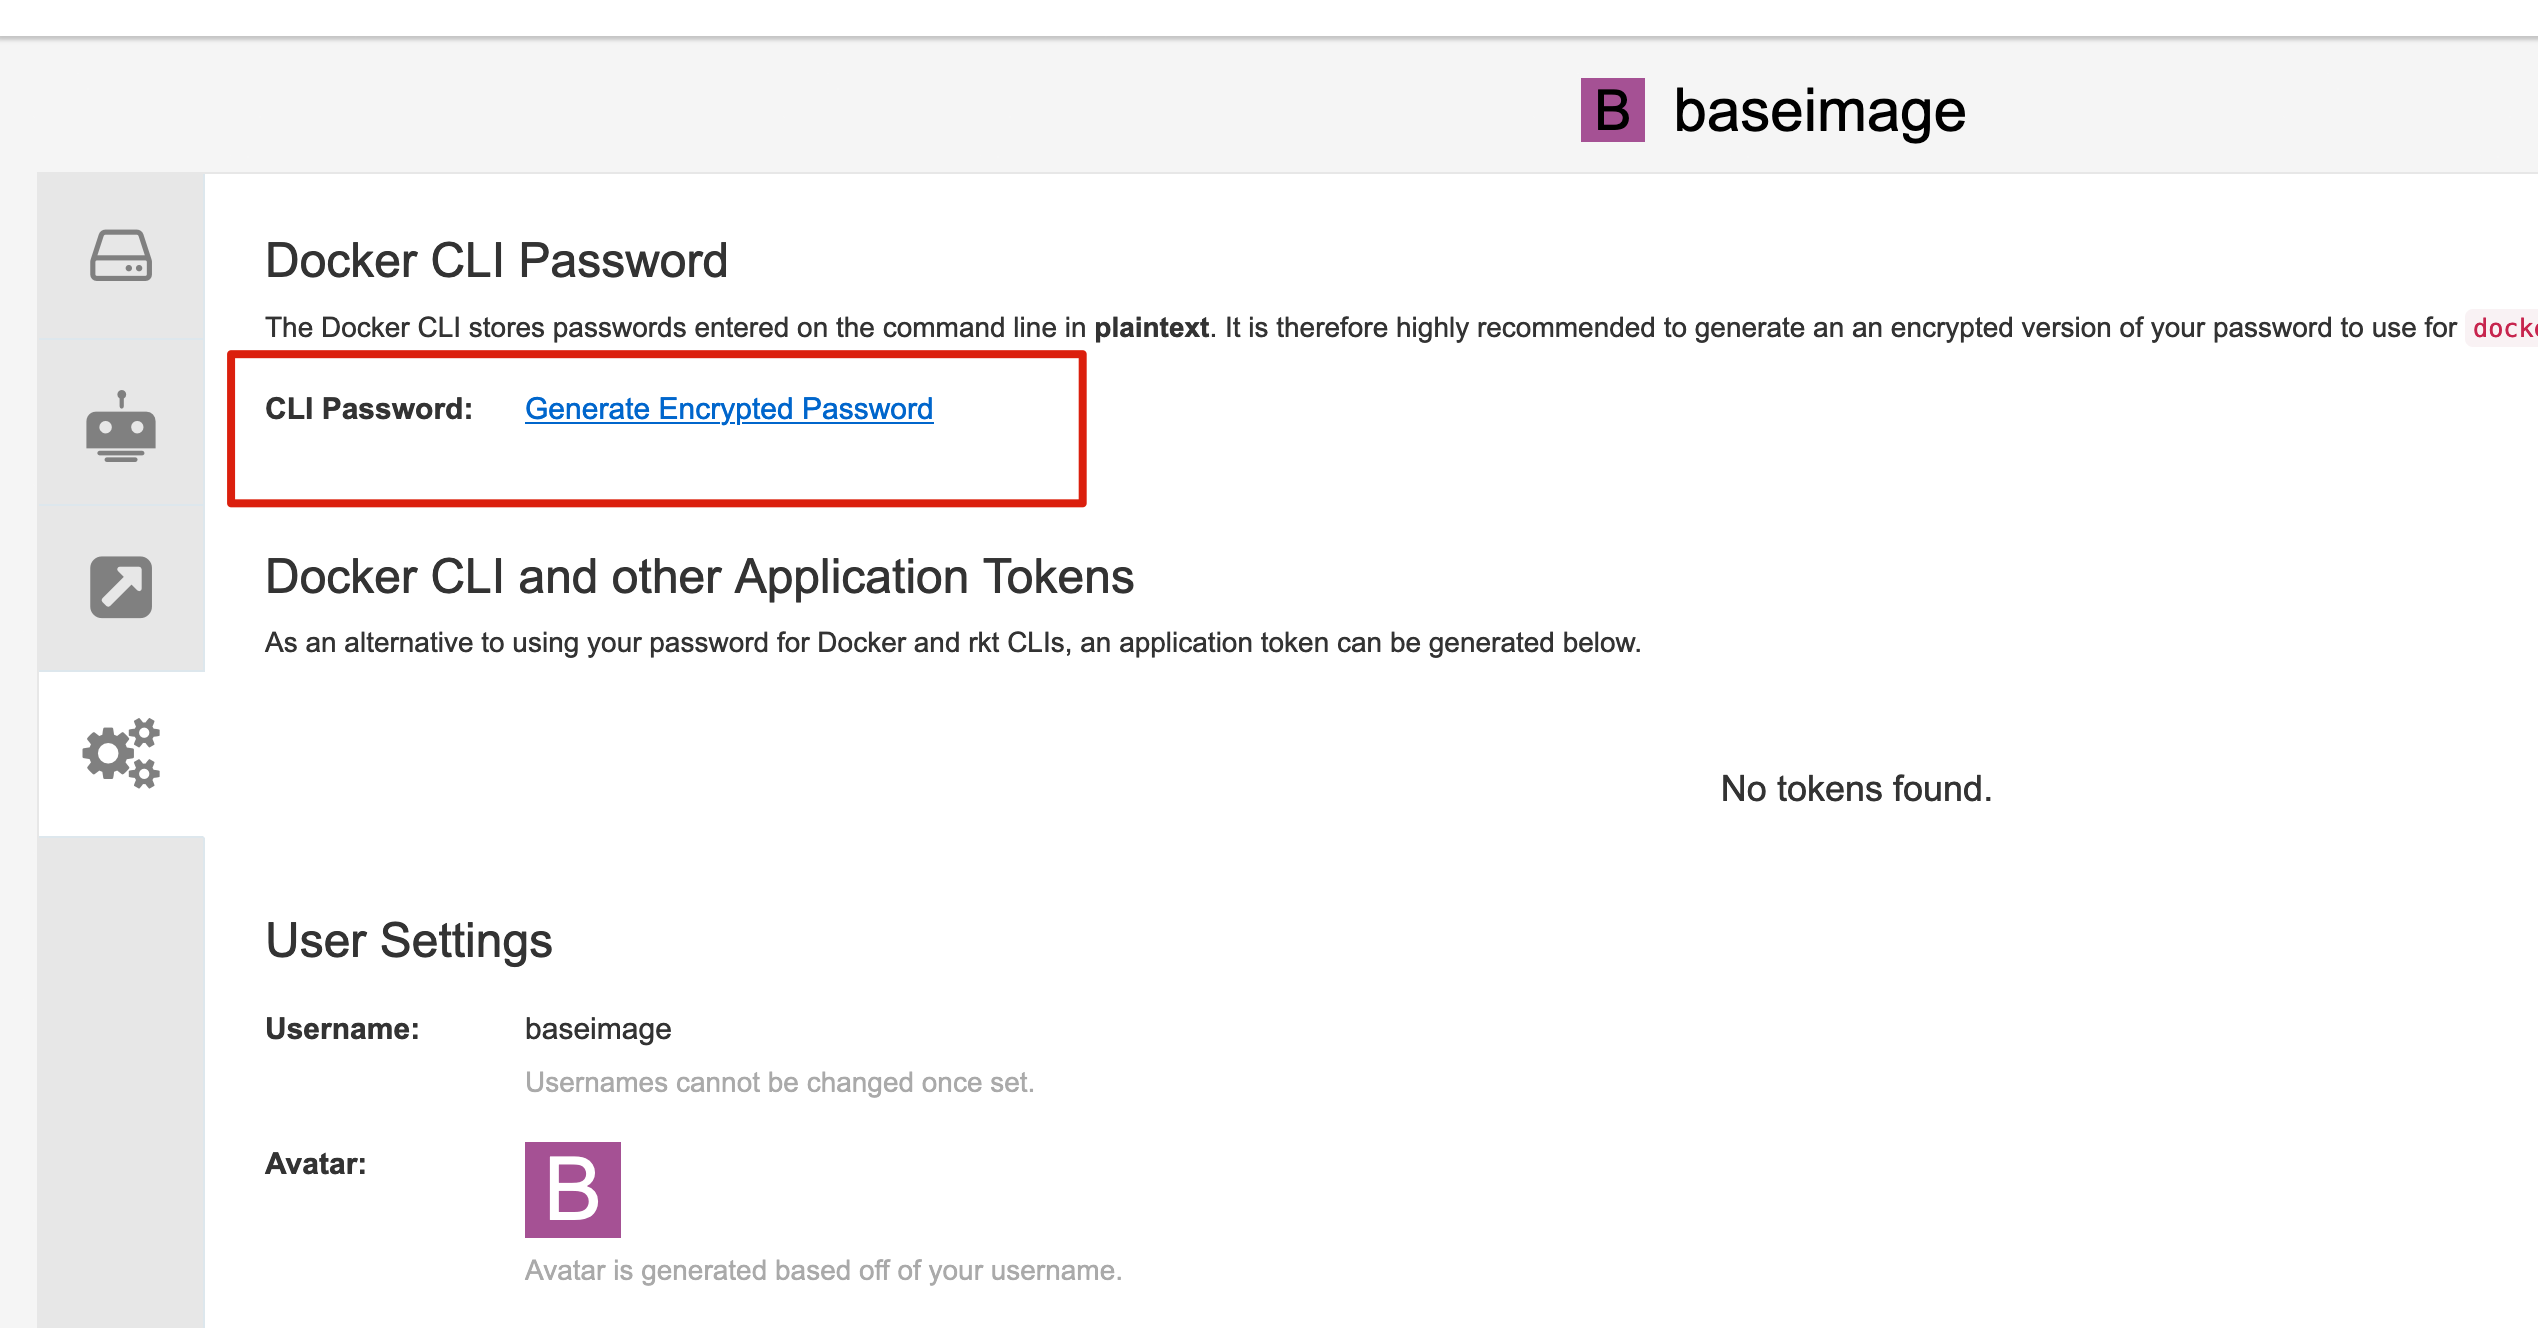 B baseimage
Docker CLI Password
The Docker CLI stores passwords entered on the command line in plaintext. It is therefore highly recommended to generate an an encrypted version of your password to use for
CLI Password: Generate Encrypted Password
Docker CLI and other Application Tokens
As an alternative to using your password for Docker and rkt CLIs, an application token can be generated below.
No tokens found.
User Settings
Username: baseimage
Usernames cannot be changed once set.
Avatar:
B
Avatar is generated based off of your username.